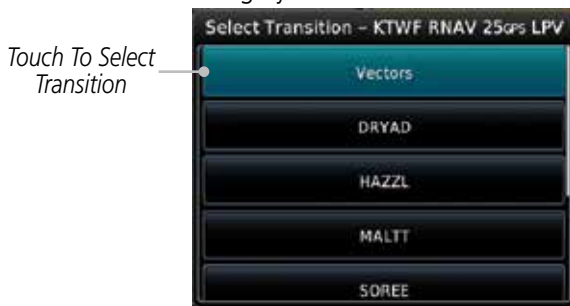 Select Transition – KTWF RNAV 25GPS LPV
Touch To Select
Transition
Vectors
DRYAD
HAZZL
MALTT
SOREE